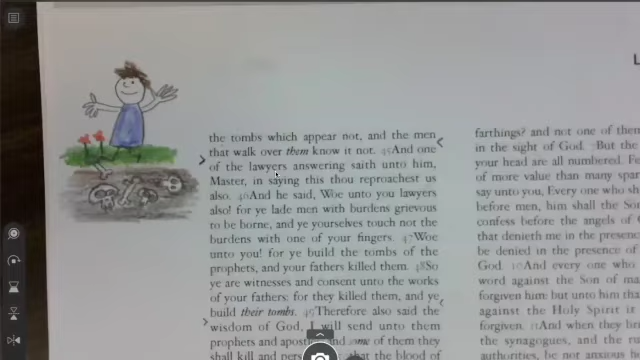 the tombs which appear not, and the men
that walk over them know it not. 45And one
of the lawyers answering saith unto him,
Master, in saying this thou reproachest us
also. 46And he said, Woe unto you lawyers
also! for ye lade men with burdens grievous
to be borne, and ye yourselves touch not the
burdens with one of your fingers. 47Woe
unto you! for ye build the tombs of the
prophets, and your fathers killed them. 48So
ye are witnesses and consent unto the works
of your fathers: for they killed them, and ye
build their tombs. 49Therefore also said the
wisdom of God, I will send unto them
prophets and of them they
shall kill and that the blood of
L
farthings? and not one of them
in the sight of God. 7But the
your head are all numbered. F
of more value than many spar
say unto you, Every one who sh
before men, him shall the Son
confess before the angels of
that denieth me in the presence
be denied in the presence of
God. 10And every one who
word against the Son of ma
forgiven him: but unto him tha
against the Holy Spirit i
forgiven. 11And when they
the synagogues, and the ru
authorities, be not anxious h